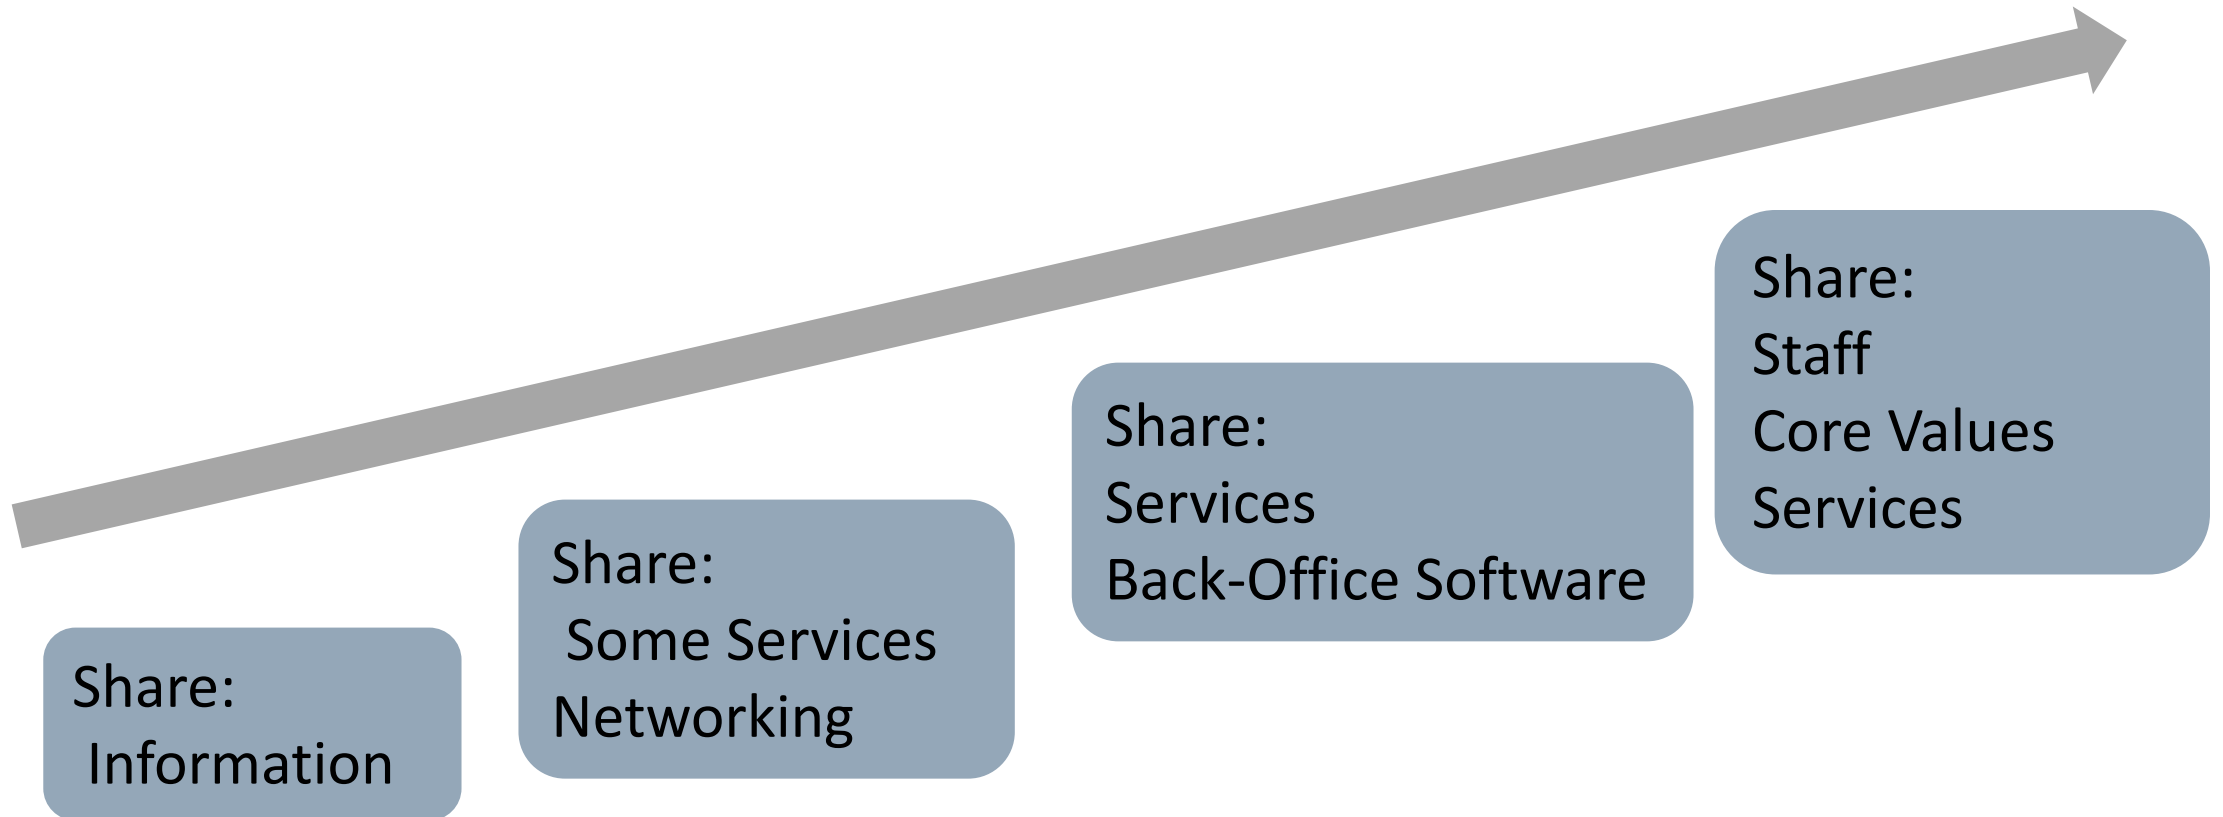 Share:
Information
Share:
Some Services
Networking
Share:
Services
Back-Office Software
Share:
Staff
Core Values
Services